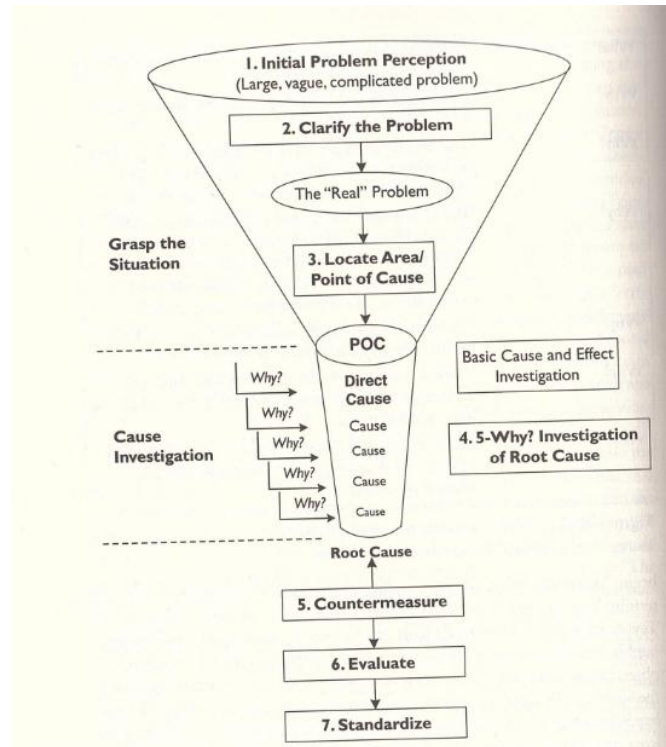 1. Initial Problem Perception
(Large, vague, complicated problem)
2. Clarify the Problem
The "Real" Problem
Grasp the
Situation
3. Locate Area/
Point of Cause
POC
Basic Cause and Effect
Investigation
Direct
Cause
Why?
Cause
Why?
Cause
Why?
Cause
Why?
Cause
Why?
Cause
Investigation
4. 5-Why? Investigation
of Root Cause
Root Cause
5. Countermeasure
6. Evaluate
7. Standardize